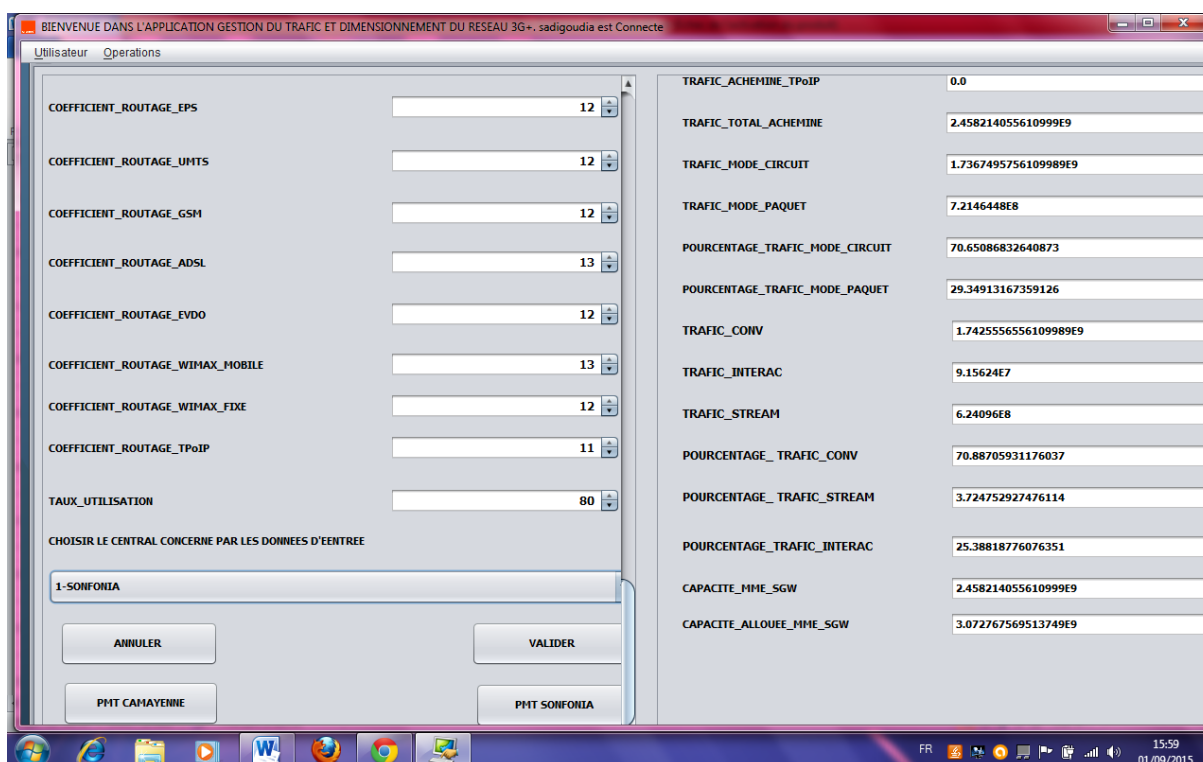 BIENVENUE DANS L'APPLICATION GESTION DU TRAFIC ET DIMENSIONNEMENT DU RESEAU 3G+. sadigoudia est Connecte
Utilisateur Operations
COEFFICIENT_ROUTAGE_EPS 12
COEFFICIENT_ROUTAGE_UMTS 12
COEFFICIENT_ROUTAGE_GSM 12
COEFFICIENT_ROUTAGE_ADSL 13
COEFFICIENT_ROUTAGE_EVDO 12
COEFFICIENT_ROUTAGE_WIMAX_MOBILE 13
COEFFICIENT_ROUTAGE_WIMAX_FIXE 12
COEFFICIENT_ROUTAGE_TPoIP 11
TAUX_UTILISATION 80
CHOISIR LE CENTRAL CONCERNE PAR LES DONNEES D'EENTREE
1-SONFONIA
ANNULER VALIDER
PMT CAMAYENNE PMT SONFONIA
TRAFIC_ACHEMINE_TPoIP 0.0
TRAFIC_TOTAL_ACHEMINE 2.458214055610999E9
TRAFIC_MODE_CIRCUIT 1.7367495756109989E9
TRAFIC_MODE_PAQUET 7.2146448E8
POURCENTAGE_TRAFIC_MODE_CIRCUIT 70.65086832640873
POURCENTAGE_TRAFIC_MODE_PAQUET 29.34913167359126
TRAFIC_CONV 1.7425556556109989E9
TRAFIC_INTERAC 9.15624E7
TRAFIC_STREAM 6.24096E8
POURCENTAGE_ TRAFIC_CONV 70.88705931176037
POURCENTAGE_ TRAFIC_STREAM 3.724752927476114
POURCENTAGE_TRAFIC_INTERAC 25.38818776076351
CAPACITE_MME_SGW 2.458214055610999E9
CAPACITE_ALLOUEE_MME_SGW 3.072767569513749E9
FR
15:59
01/09/2015